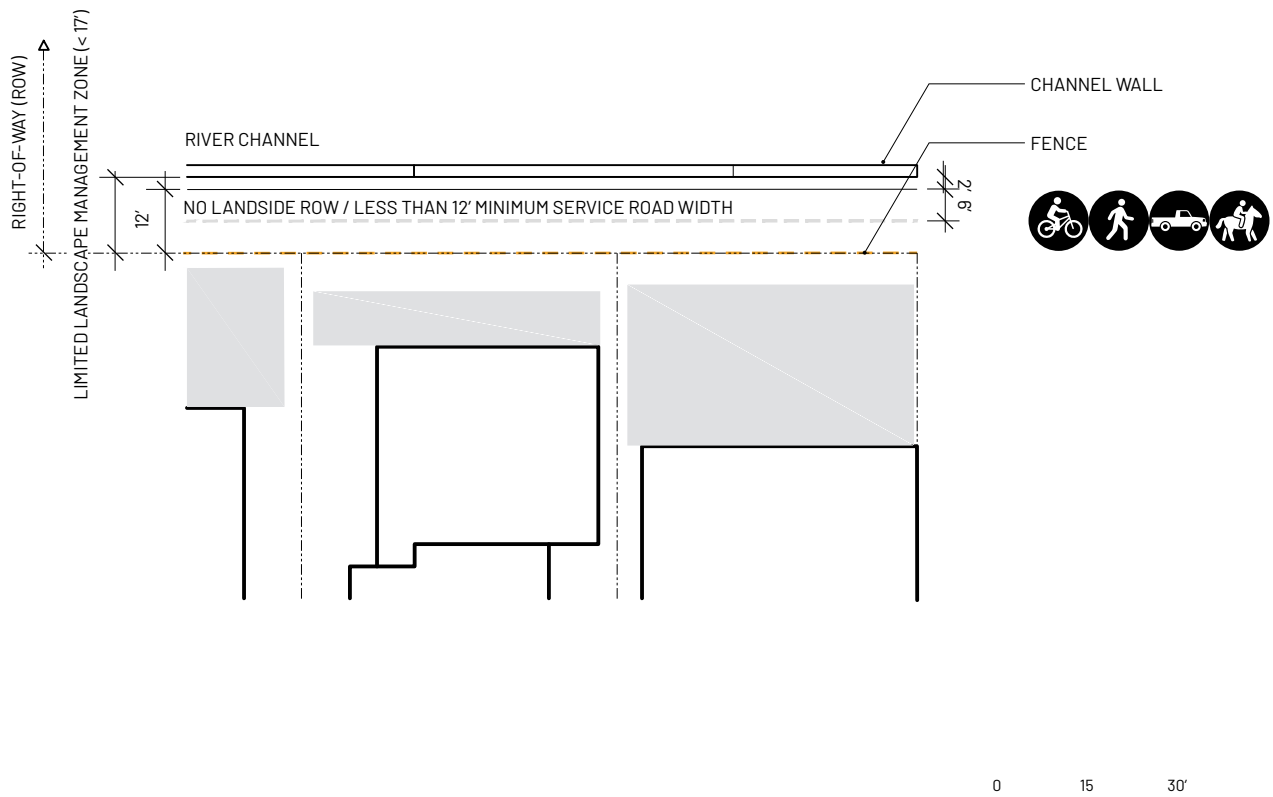 RIGHT-OF-WAY (ROW)
LIMITED LANDSCAPE MANAGEMENT ZONE (< 17')
12'
RIVER CHANNEL
NO LANDSIDE ROW / LESS THAN 12' MINIMUM SERVICE ROAD WIDTH
2'
6'
CHANNEL WALL
FENCE
0 15 30'